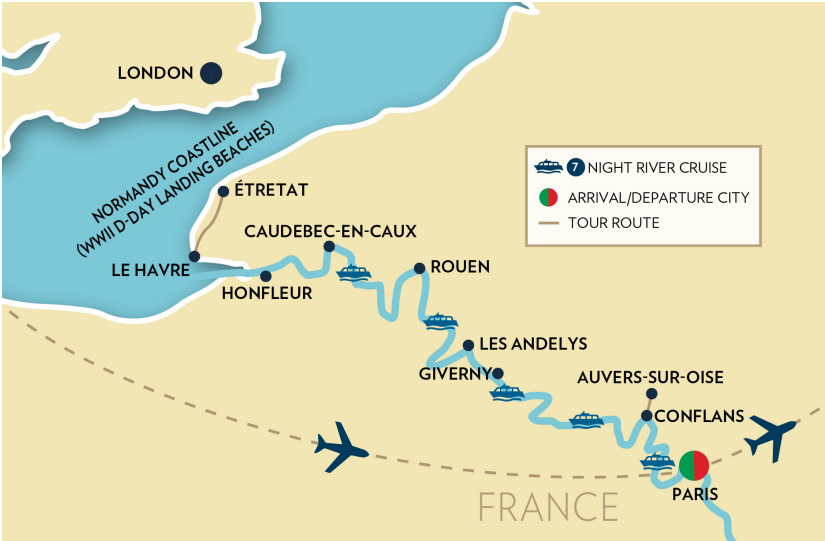 LONDON
NORMANDY COASTLINE
(WWII D-DAY LANDING BEACHES)
7 NIGHT RIVER CRUISE
ARRIVAL/DEPARTURE CITY
TOUR ROUTE
ÉTRETAT
CAUDEBEC-EN-CAUX
LE HAVRE
ROUEN
HONFLEUR
LES ANDELYS
GIVERNY
AUVERS-SUR-OISE
CONFLANS
PARIS
FRANCE